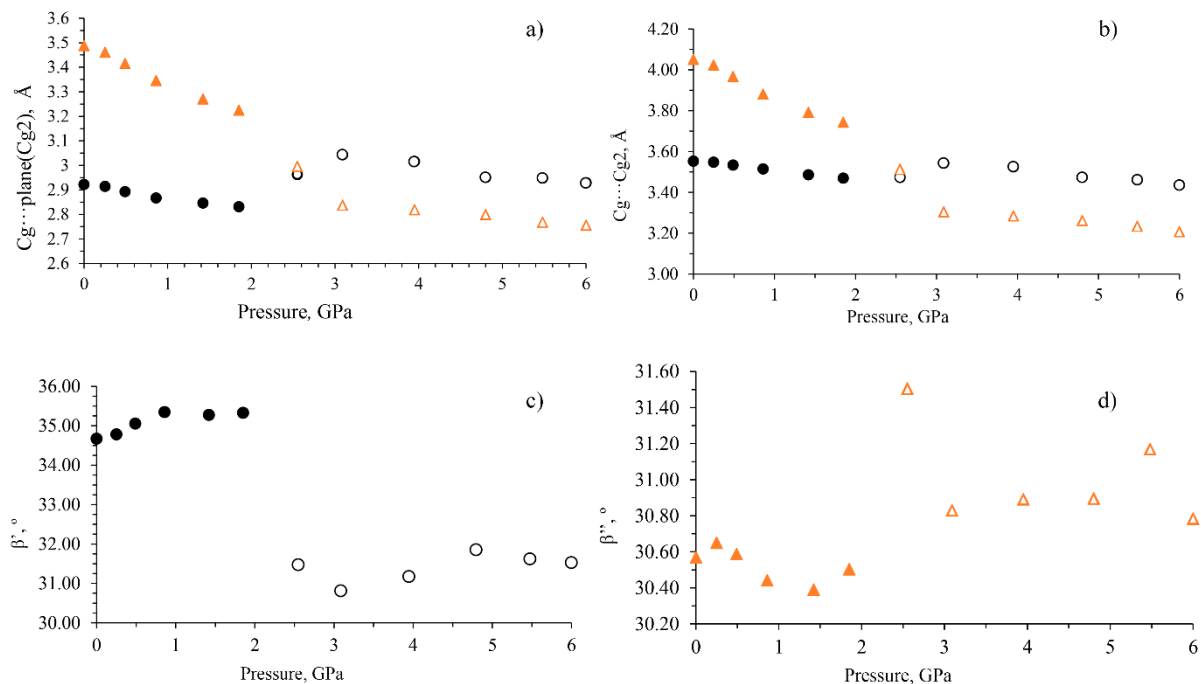 a)
3.6
3.5
3.4
3.3
3.2
3.1
3
2.9
2.8
2.7
2.6
Cg···plane(Cg2), Å
0 1 2 3 4 5 6
Pressure, GPa
b)
4.20
4.00
3.80
3.60
3.40
3.20
3.00
Cg···Cg2, Å
0 1 2 3 4 5 6
Pressure, GPa
c)
36.00
35.00
34.00
33.00
32.00
31.00
30.00
β’, º
0 1 2 3 4 5 6
Pressure, GPa
d)
31.60
31.40
31.20
31.00
30.80
30.60
30.40
30.20
β’’, º
0 1 2 3 4 5 6
Pressure, GPa